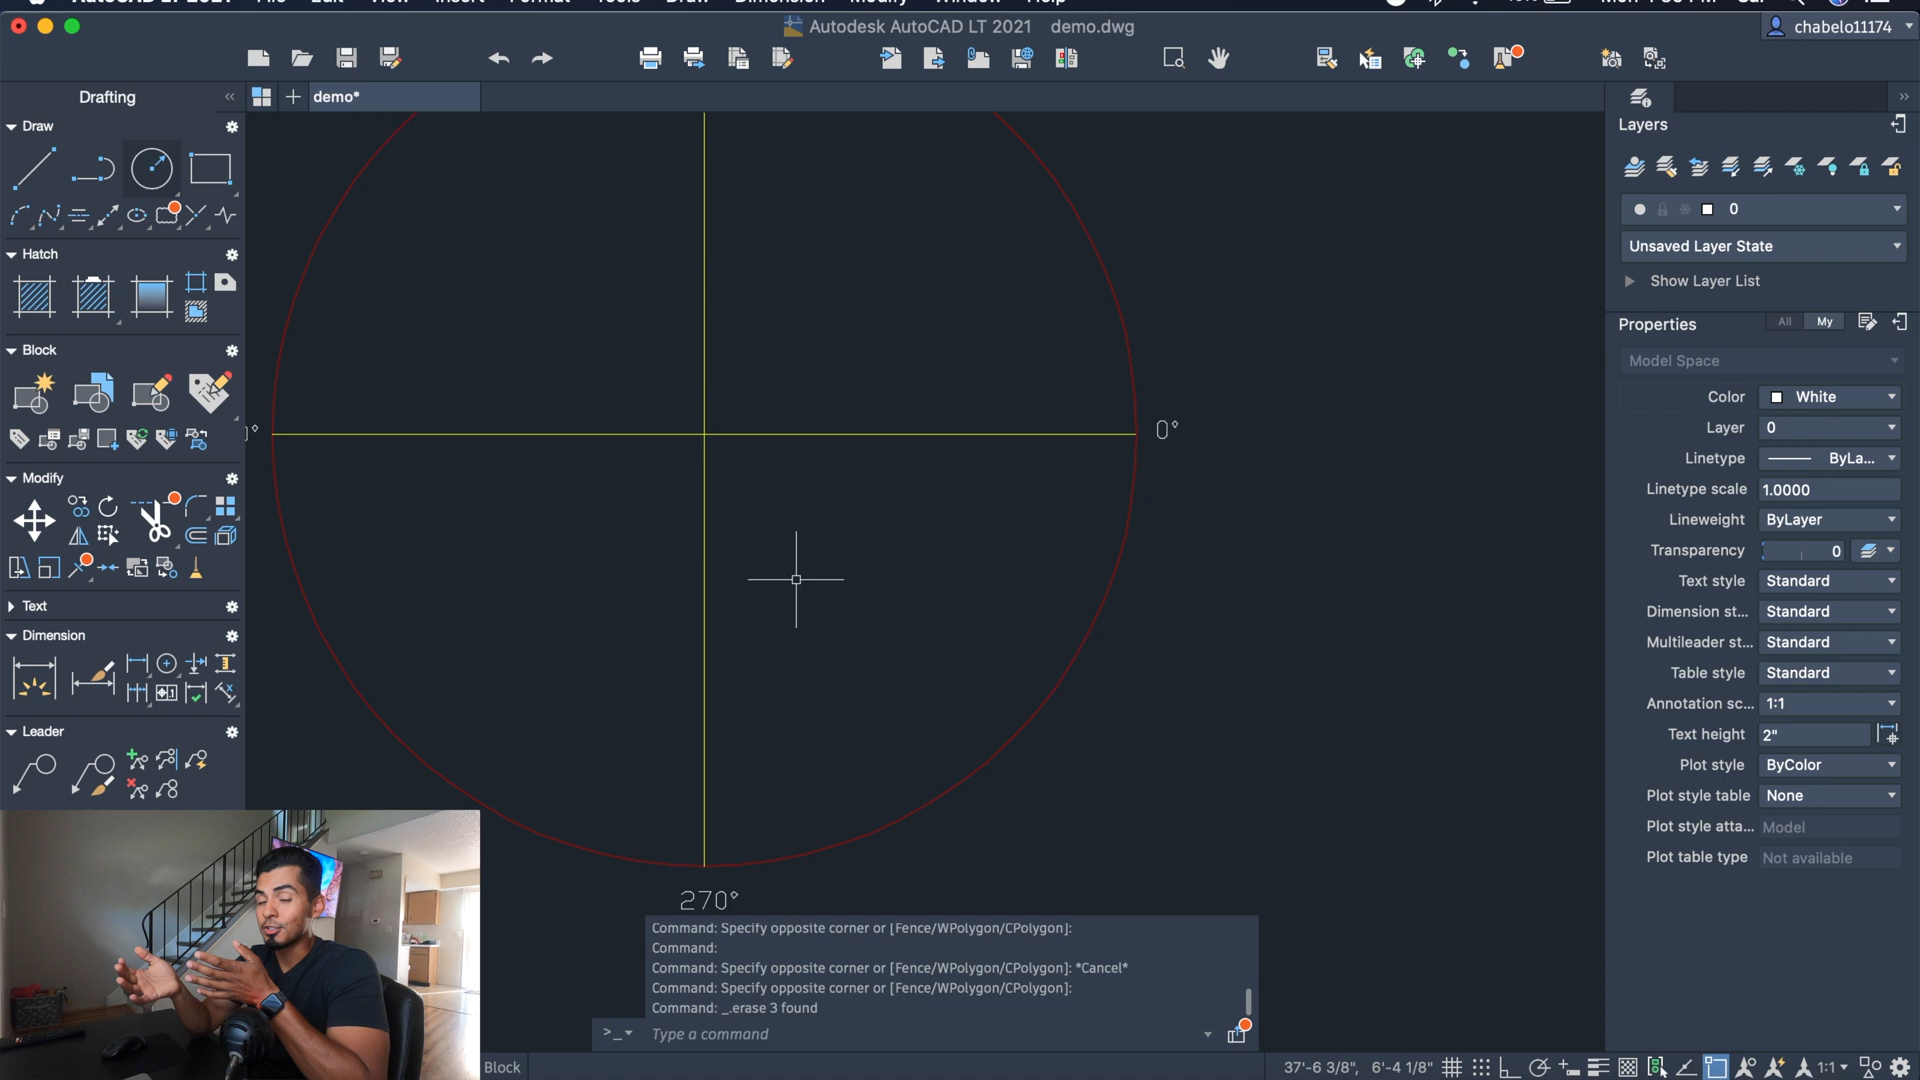 Autodesk AutoCAD LT 2021 demo.dwg
chabelo11174
Drafting
demo*
Draw
Hatch
Block
Modify
Text
Dimension
Leader
0°
270°
Layers
0
Unsaved Layer State
Show Layer List
Properties
All
My
Model Space
Color White
Layer 0
Linetype ByLa...
Linetype scale 1.0000
Lineweight ByLayer
Transparency 0
Text style Standard
Dimension st... Standard
Multileader st... Standard
Table style Standard
Annotation sc... 1:1
Text height 2"
Plot style ByColor
Plot style table None
Plot style atta... Model
Plot table type Not available
Command: Specify opposite corner or [Fence/WPolygon/CPolygon]:
Command:
Command: Specify opposite corner or [Fence/WPolygon/CPolygon]: *Cancel*
Command: Specify opposite corner or [Fence/WPolygon/CPolygon]:
Command: _.erase 3 found
>_ Type a command
Block
37'-6 3/8", 6'-4 1/8"
1:1